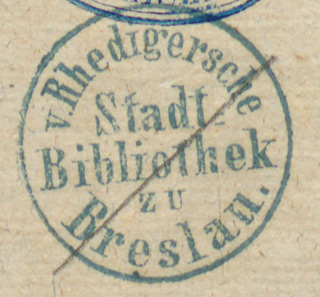 v. Rhedigersche
Stadt-
Bibliothek
zu
Breslau.